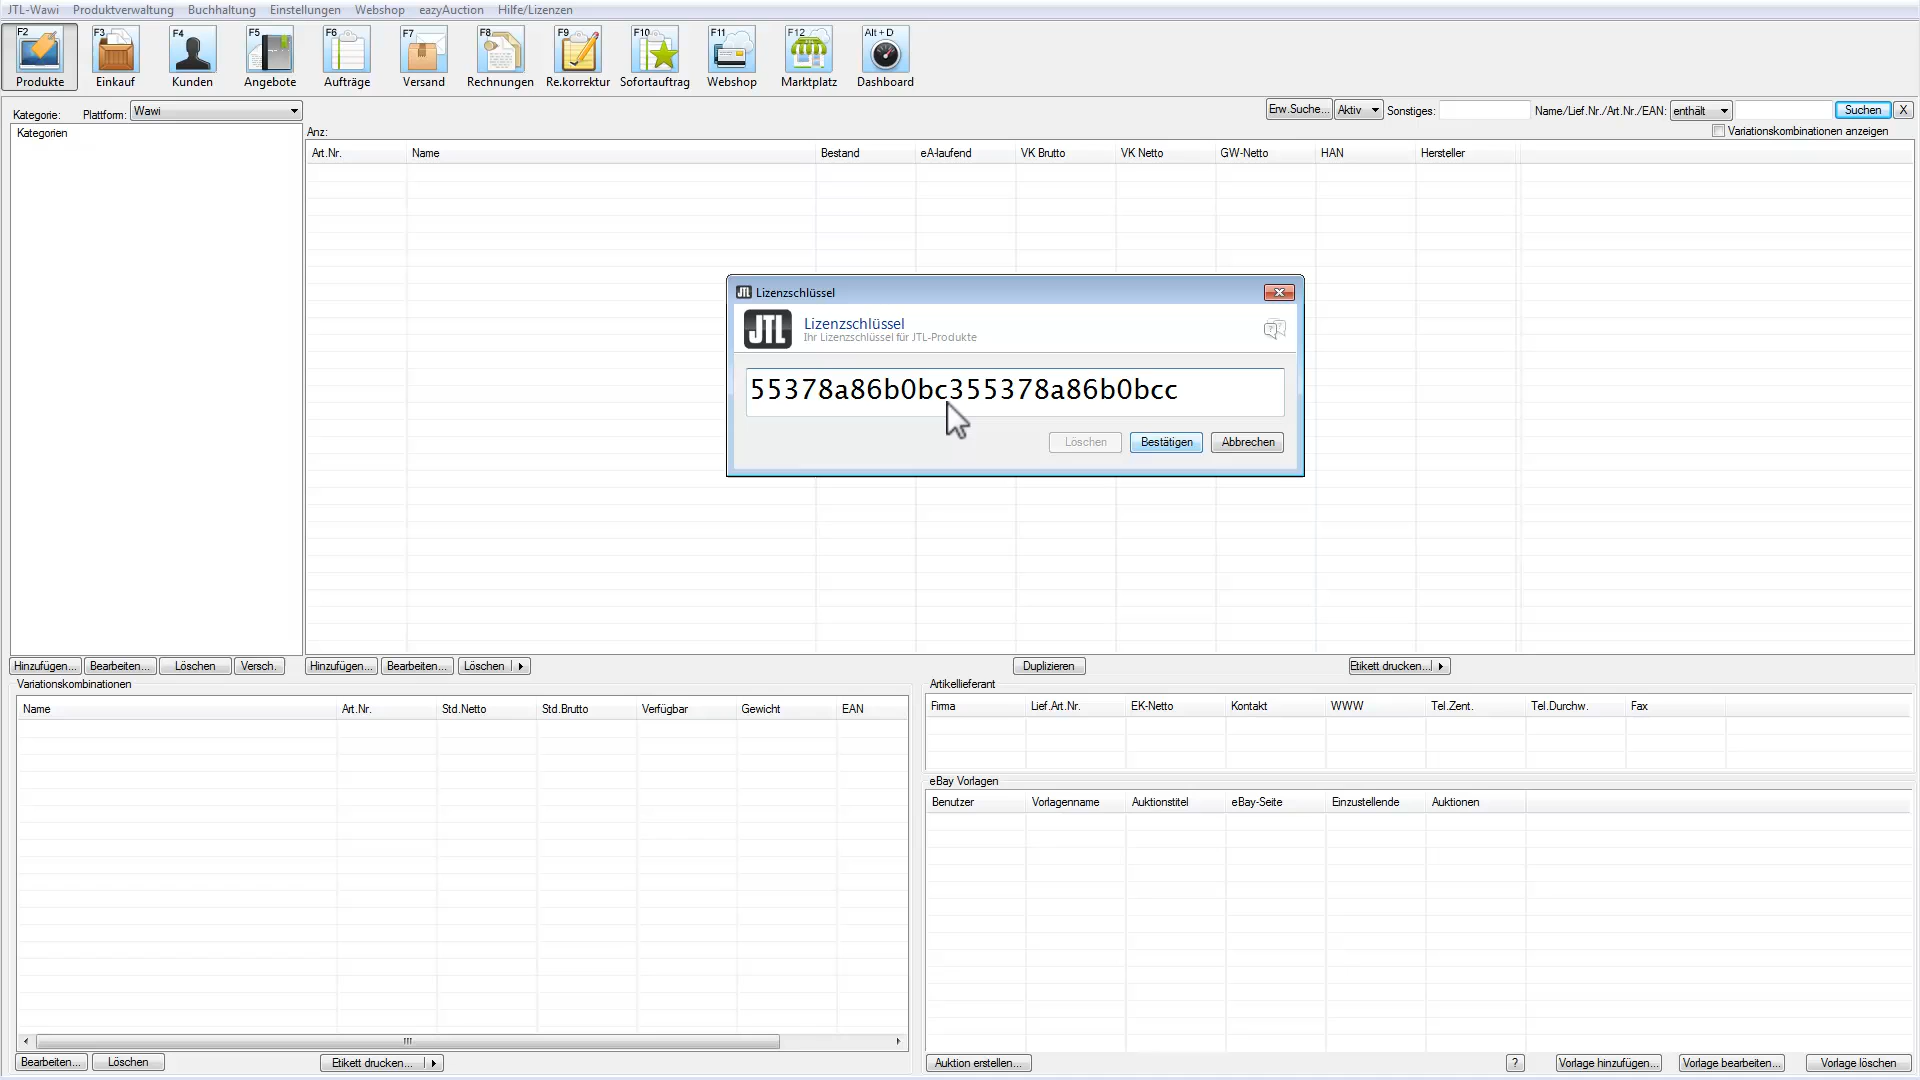 JTL-Wawi Produktverwaltung Buchhaltung Einstellungen Webshop eazyAuction Hilfe/Lizenzen
F2 F3 F4 F5 F6 F7 F8 F9 F10 F11 F12 Alt + D
Produkte Einkauf Kunden Angebote Aufträge Versand Rechnungen Re.korrektur Sofortauftrag Webshop Marktplatz Dashboard
Kategorie: Plattform: Wawi Erw.Suche... Aktiv Sonstiges: Name/Lief.Nr./Art.Nr./EAN: enthält Suchen X
Kategorien Anz: Variationskombinationen anzeigen
Art.Nr. Name Bestand eA-laufend VK Brutto VK Netto GW-Netto HAN Hersteller
JTL Lizenzschlüssel
JTL Lizenzschlüssel
Ihr Lizenzschlüssel für JTL-Produkte
55378a86b0bc355378a86b0bcc
Löschen Bestätigen Abbrechen
Hinzufügen... Bearbeiten... Löschen Versch. Hinzufügen... Bearbeiten... Löschen Duplizieren Etikett drucken...
Variationskombinationen Artikellieferant
Name Art.Nr. Std.Netto Std.Brutto Verfügbar Gewicht EAN
Firma Lief.Art.Nr. EK-Netto Kontakt WWW Tel.Zent. Tel.Durchw. Fax
eBay Vorlagen
Benutzer Vorlagenname Auktionstitel eBay-Seite Einzustellende Auktionen
Bearbeiten... Löschen Etikett drucken... Auktion erstellen... ? Vorlage hinzufügen... Vorlage bearbeiten... Vorlage löschen